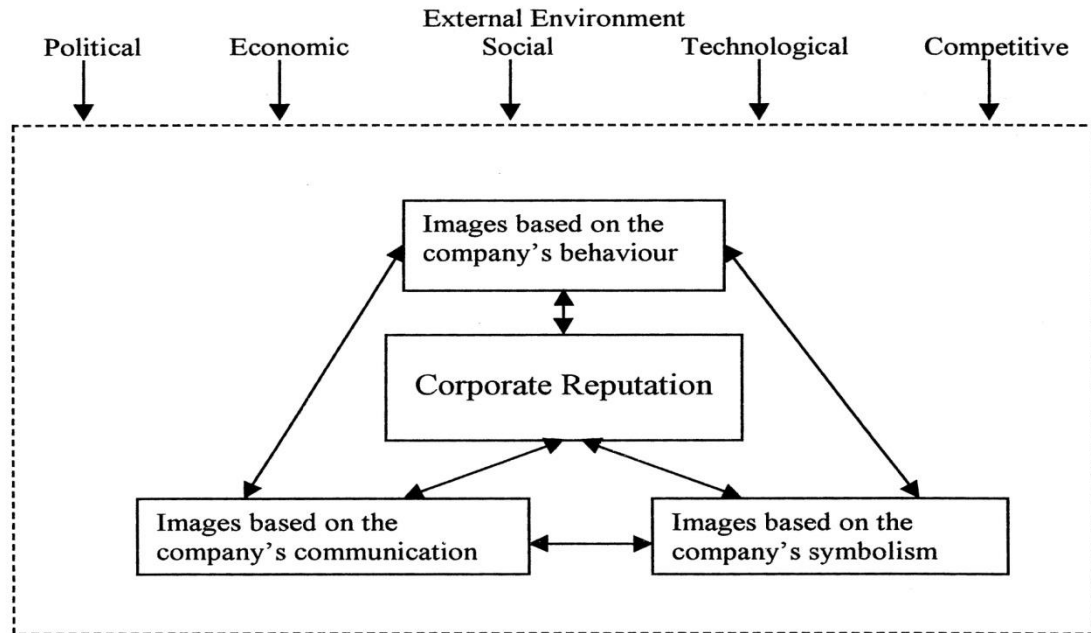 External Environment
Political Economic Social Technological Competitive
Images based on the
company's behaviour
Corporate Reputation
Images based on the
company's communication
Images based on the
company's symbolism